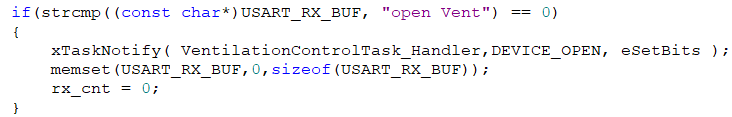 if(strcmp((const char*)USART_RX_BUF, "open Vent") == 0)
{
    xTaskNotify( VentilationControlTask_Handler,DEVICE_OPEN, eSetBits );
    memset(USART_RX_BUF,0,sizeof(USART_RX_BUF));
    rx_cnt = 0;
}